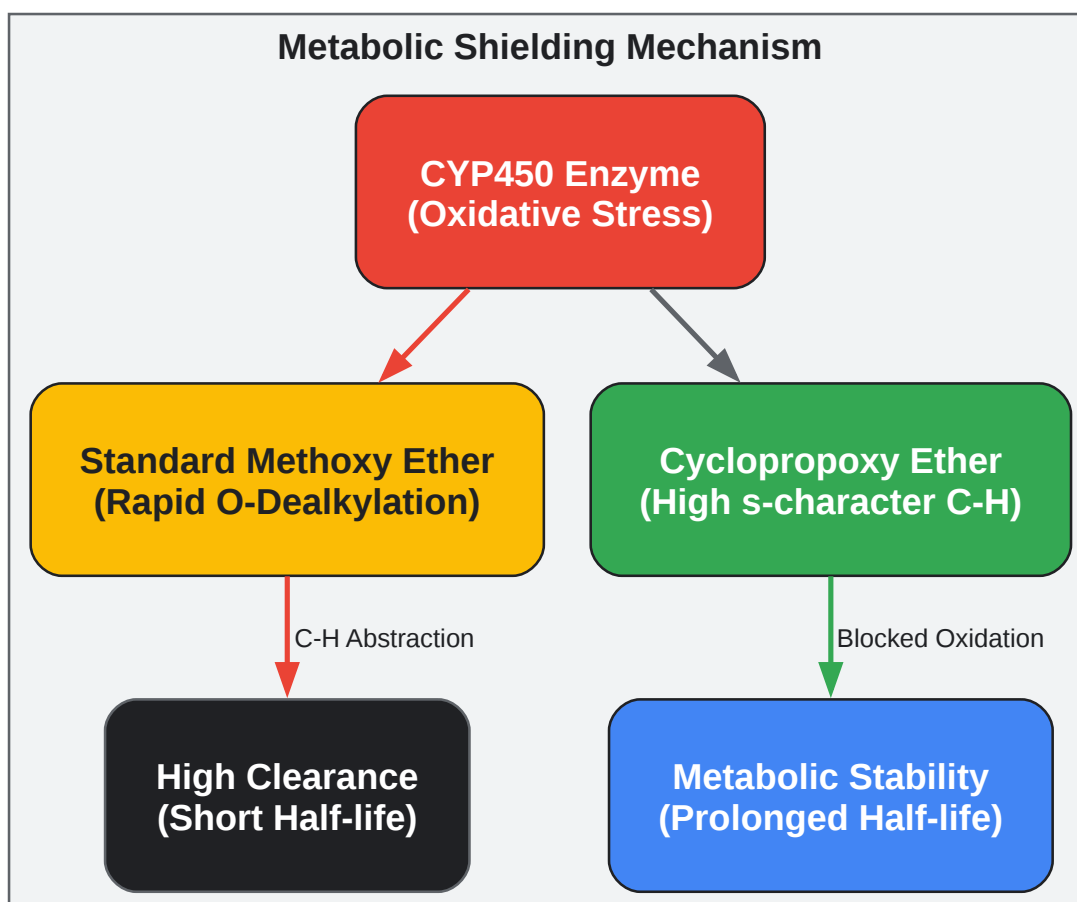 Metabolic Shielding Mechanism
CYP450 Enzyme
(Oxidative Stress)
Standard Methoxy Ether
(Rapid O-Dealkylation)
Cyclopropoxy Ether
(High s-character C-H)
C-H Abstraction
Blocked Oxidation
High Clearance
(Short Half-life)
Metabolic Stability
(Prolonged Half-life)